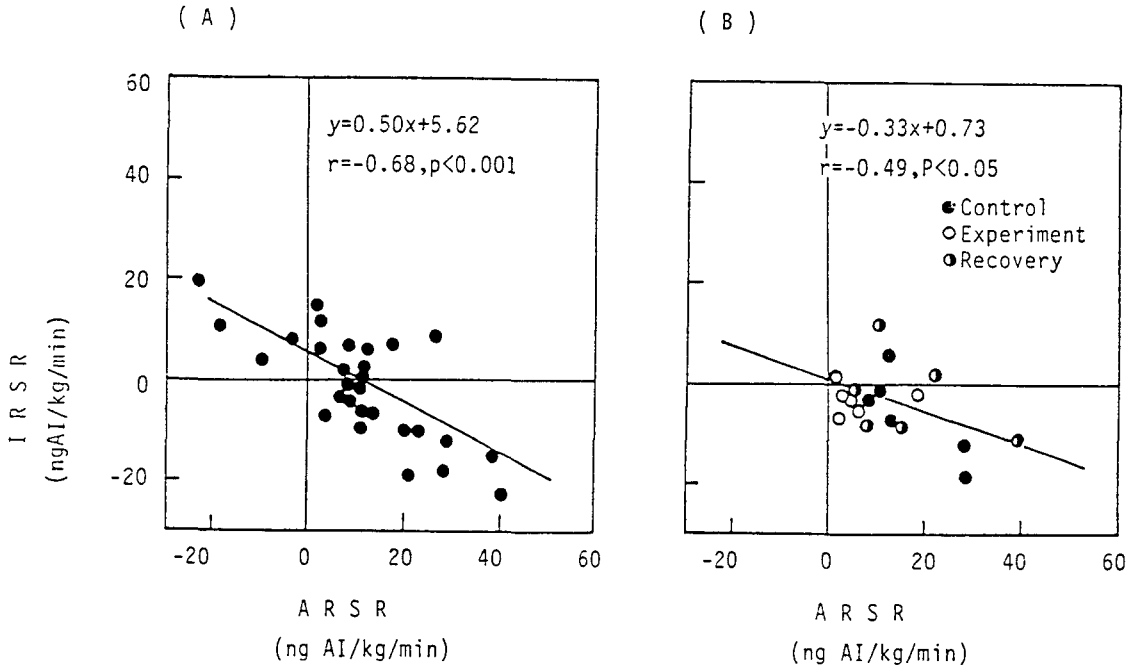 ( A )
( B )
60
40
20
0
-20
I R S R
(ngAI/kg/min)
y=0.50x+5.62
r=-0.68,p<0.001
-20 0 20 40 60
A R S R
(ng AI/kg/min)
y=-0.33x+0.73
r=-0.49,P<0.05
Control
Experiment
Recovery
-20 0 20 40 60
A R S R
(ng AI/kg/min)